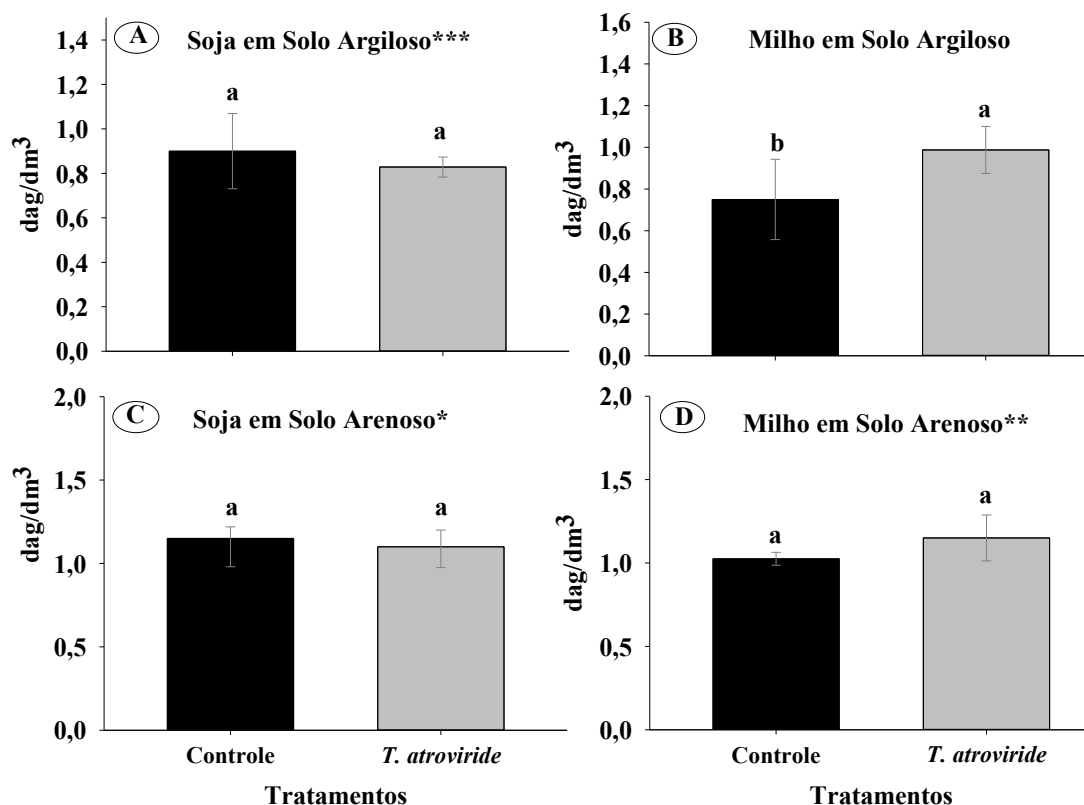 A Soja em Solo Argiloso***
a
a
dag/dm³
1,4
1,2
1,0
0,8
0,6
0,4
0,2
0,0
B Milho em Solo Argiloso
b
a
dag/dm³
1,6
1,4
1,2
1,0
0,8
0,6
0,4
0,2
0,0
C Soja em Solo Arenoso*
a
a
dag/dm³
2,0
1,5
1,0
0,5
0,0
Controle T. atroviride
Tratamentos
D Milho em Solo Arenoso**
a
a
dag/dm³
2,0
1,5
1,0
0,5
0,0
Controle T. atroviride
Tratamentos